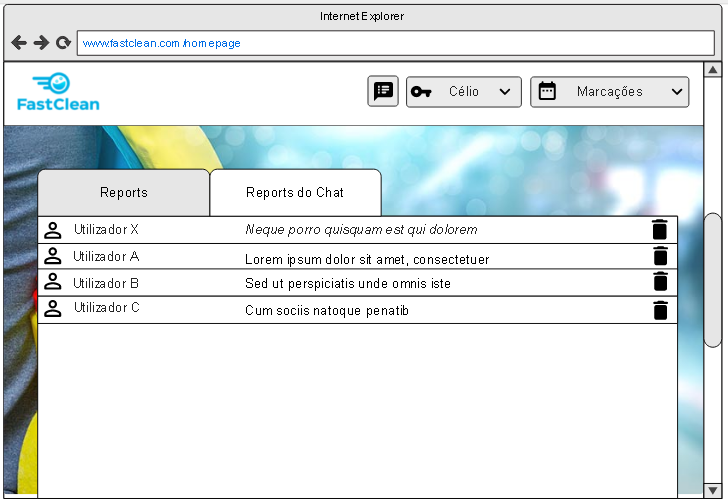 Internet Explorer
www.fastclean.com/homepage
FastClean
Célio
Marcações
Reports
Reports do Chat
Utilizador X
Neque porro quisquam est qui dolorem
Utilizador A
Lorem ipsum dolor sit amet, consectetuer
Utilizador B
Sed ut perspiciatis unde omnis iste
Utilizador C
Cum sociis natoque penatib